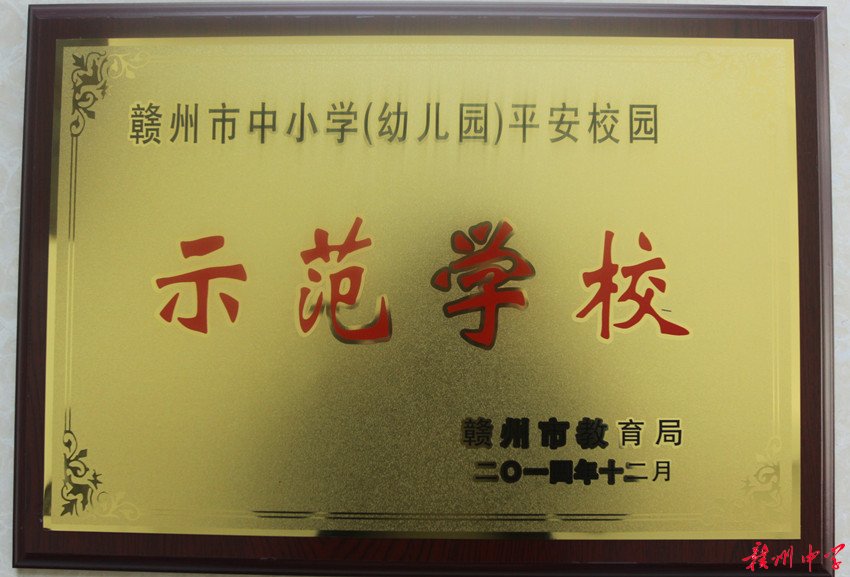 赣州市中小学(幼儿园)平安校园
示范学校
赣州市教育局
二〇一四年十二月
赣州中学